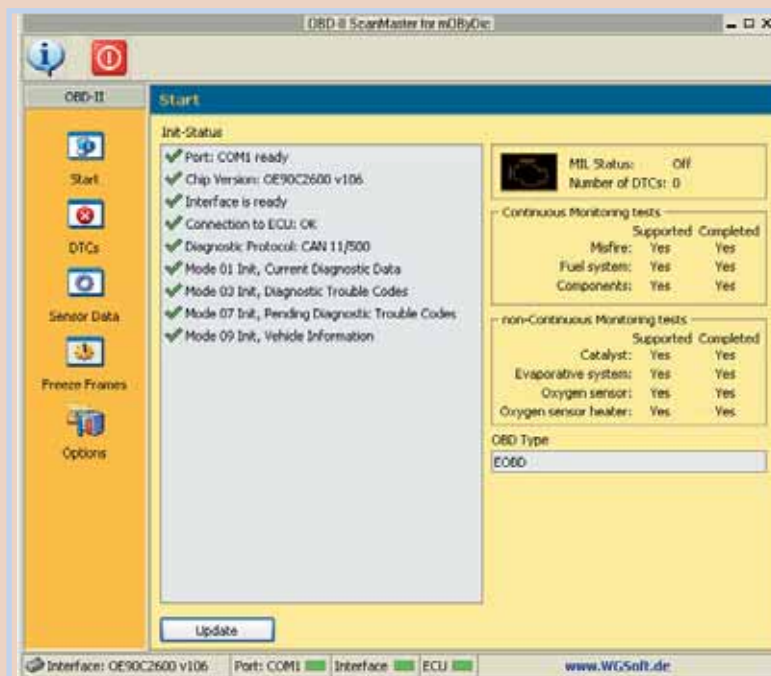 OBD-II ScanMaster for mOByDic
OBD-II
Start
DTCs
Sensor Data
Freeze Frames
Options
Start
Init-Status
Port: COM1 ready
Chip Version: OE90C2600 v106
Interface is ready
Connection to ECU: OK
Diagnostic Protocol: CAN 11/500
Mode 01 Init, Current Diagnostic Data
Mode 03 Init, Diagnostic Trouble Codes
Mode 07 Init, Pending Diagnostic Trouble Codes
Mode 09 Init, Vehicle Information
Update
MIL Status: Off
Number of DTCs: 0
Continuous Monitoring tests
Supported Completed
Misfire: Yes Yes
Fuel system: Yes Yes
Components: Yes Yes
non-Continuous Monitoring tests
Supported Completed
Catalyst: Yes Yes
Evaporative system: Yes Yes
Oxygen sensor: Yes Yes
Oxygen sensor heater: Yes Yes
OBD Type
EOBD
Interface: OE90C2600 v106 Port: COM1 Interface ECU www.WGSoft.de